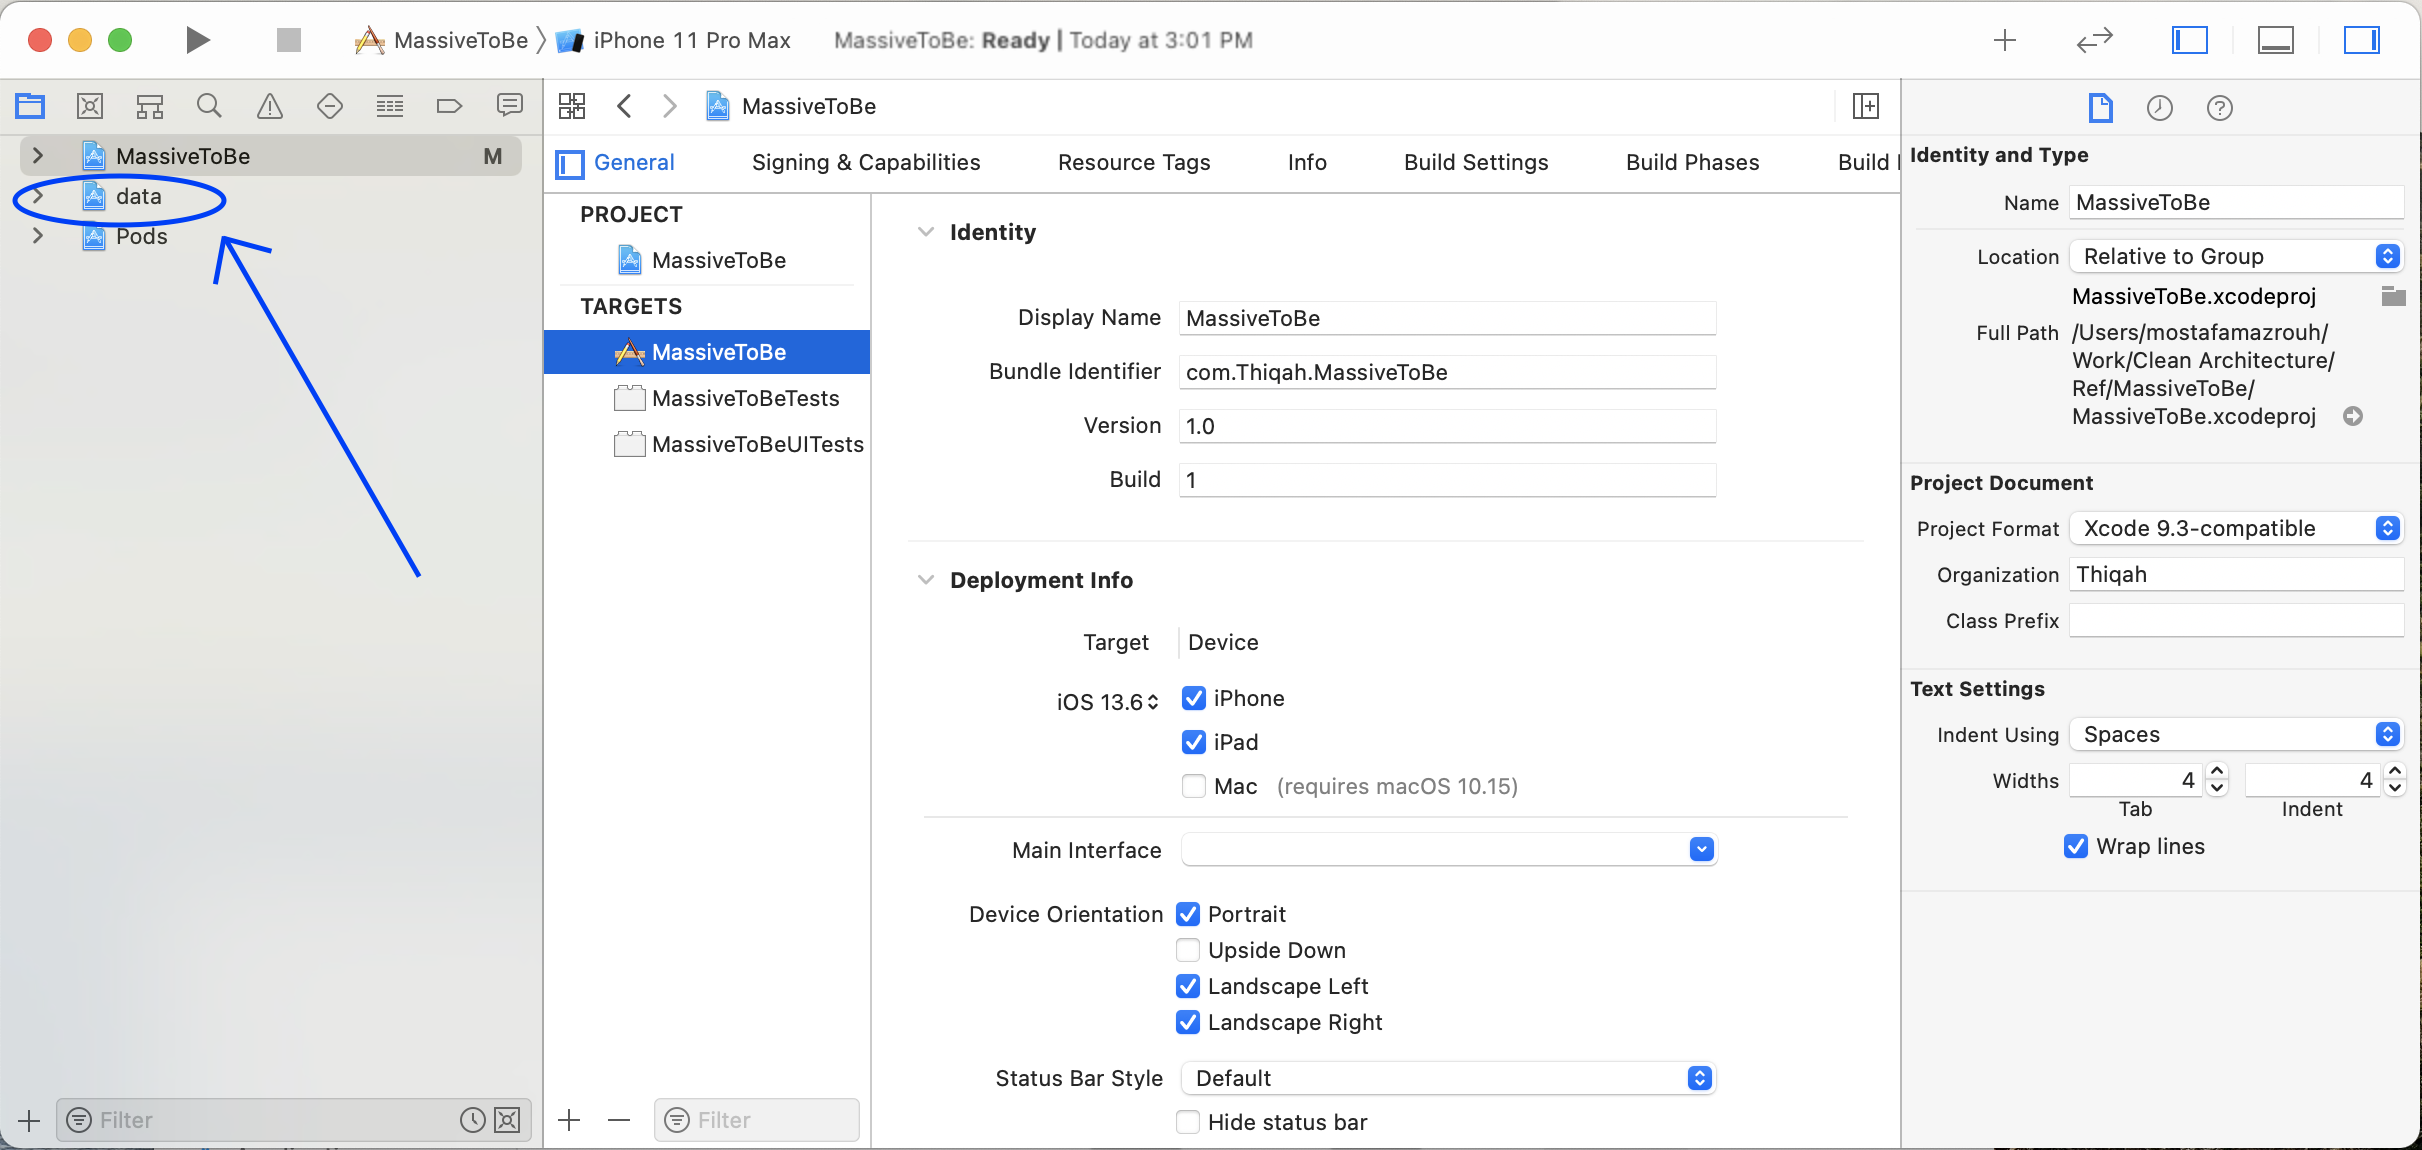 MassiveToBe 〉 iPhone 11 Pro Max MassiveToBe: Ready | Today at 3:01 PM
MassiveToBe M
data
Pods
Filter
MassiveToBe
General Signing & Capabilities Resource Tags Info Build Settings Build Phases Build
PROJECT
MassiveToBe
TARGETS
MassiveToBe
MassiveToBeTests
MassiveToBeUITests
Filter
Identity
Display Name MassiveToBe
Bundle Identifier com.Thiqah.MassiveToBe
Version 1.0
Build 1
Deployment Info
Target Device
iOS 13.6 iPhone
iPad
Mac (requires macOS 10.15)
Main Interface
Device Orientation Portrait
Upside Down
Landscape Left
Landscape Right
Status Bar Style Default
Hide status bar
Identity and Type
Name MassiveToBe
Location Relative to Group
MassiveToBe.xcodeproj
Full Path /Users/mostafamazrouh/
Work/Clean Architecture/
Ref/MassiveToBe/
MassiveToBe.xcodeproj
Project Document
Project Format Xcode 9.3-compatible
Organization Thiqah
Class Prefix
Text Settings
Indent Using Spaces
Widths 4 4
Tab Indent
Wrap lines